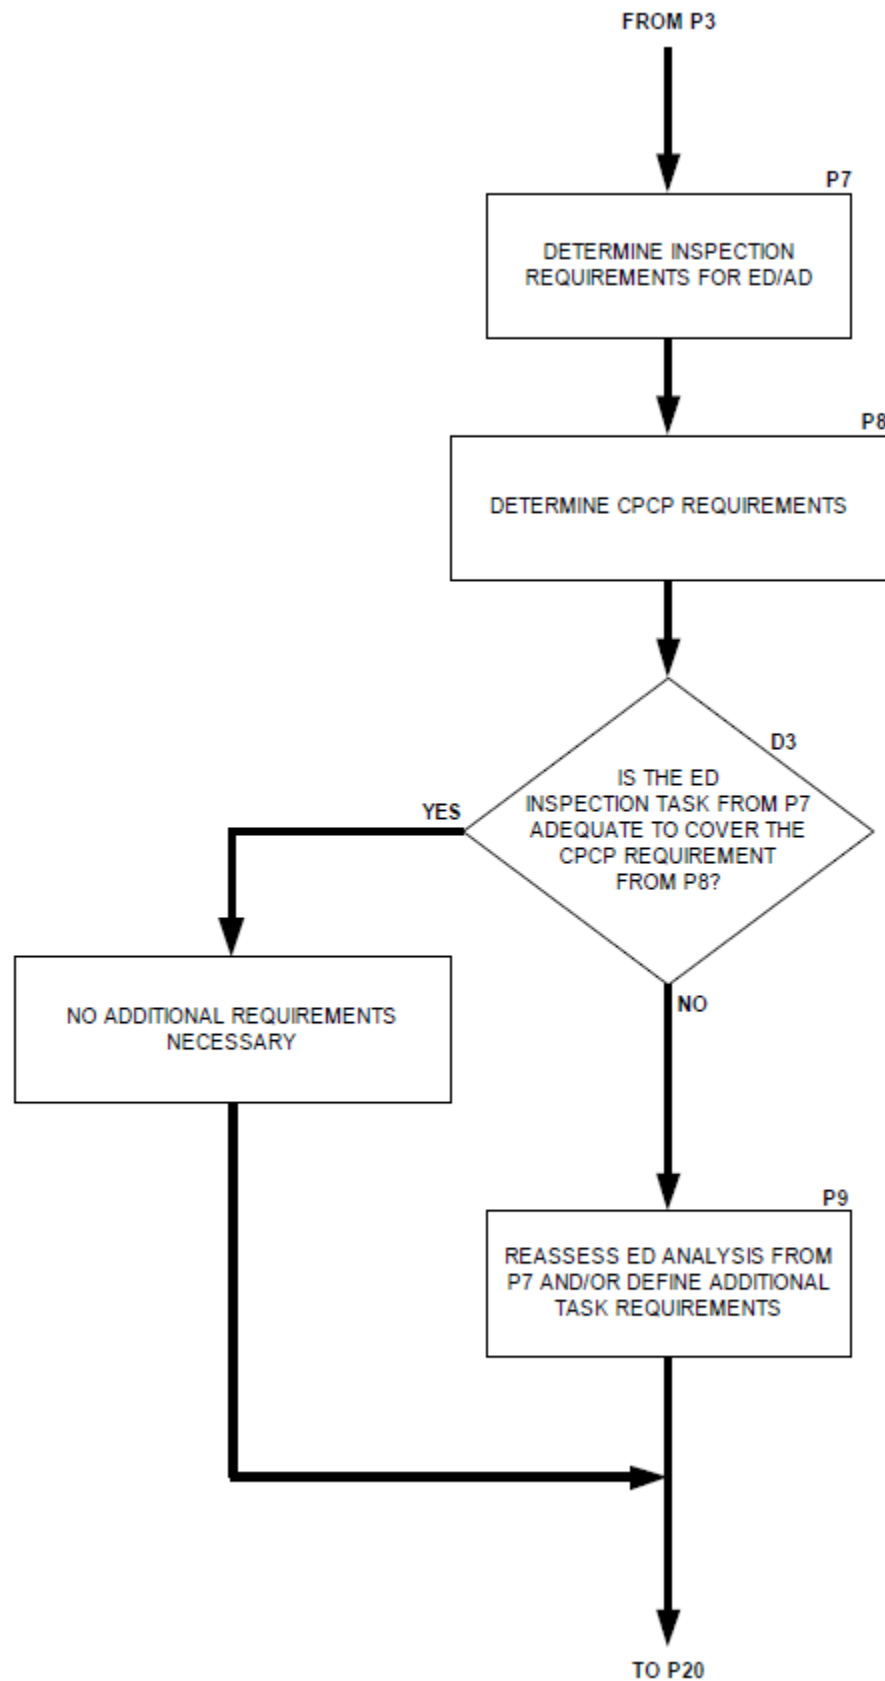 FROM P3
P7
DETERMINE INSPECTION
REQUIREMENTS FOR ED/AD
P8
DETERMINE CPCP REQUIREMENTS
D3
IS THE ED
INSPECTION TASK FROM P7
ADEQUATE TO COVER THE
CPCP REQUIREMENT
FROM P8?
YES
NO ADDITIONAL REQUIREMENTS
NECESSARY
NO
P9
REASSESS ED ANALYSIS FROM
P7 AND/OR DEFINE ADDITIONAL
TASK REQUIREMENTS
TO P20